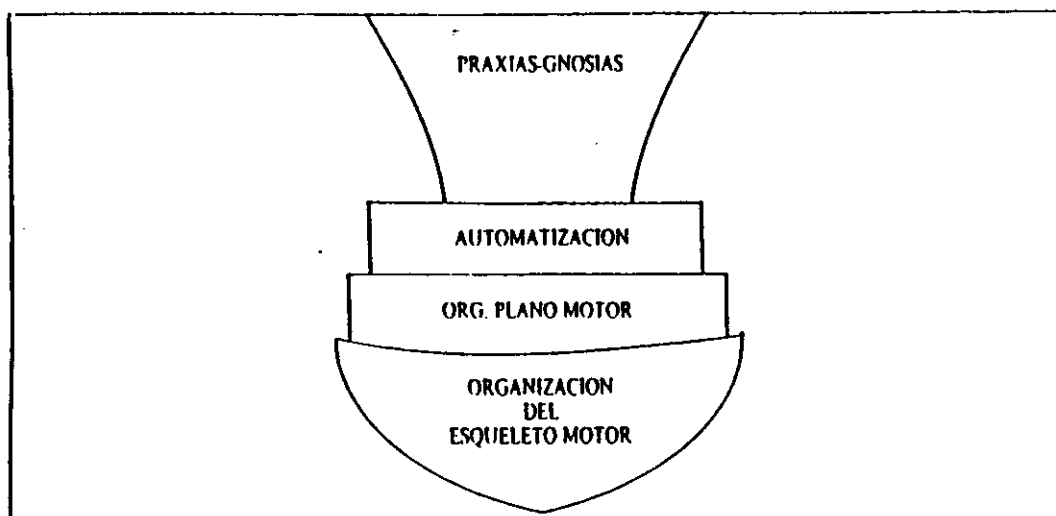 PRAXIAS-GNOSIAS
AUTOMATIZACION
ORG. PLANO MOTOR
ORGANIZACION
DEL
ESQUELETO MOTOR